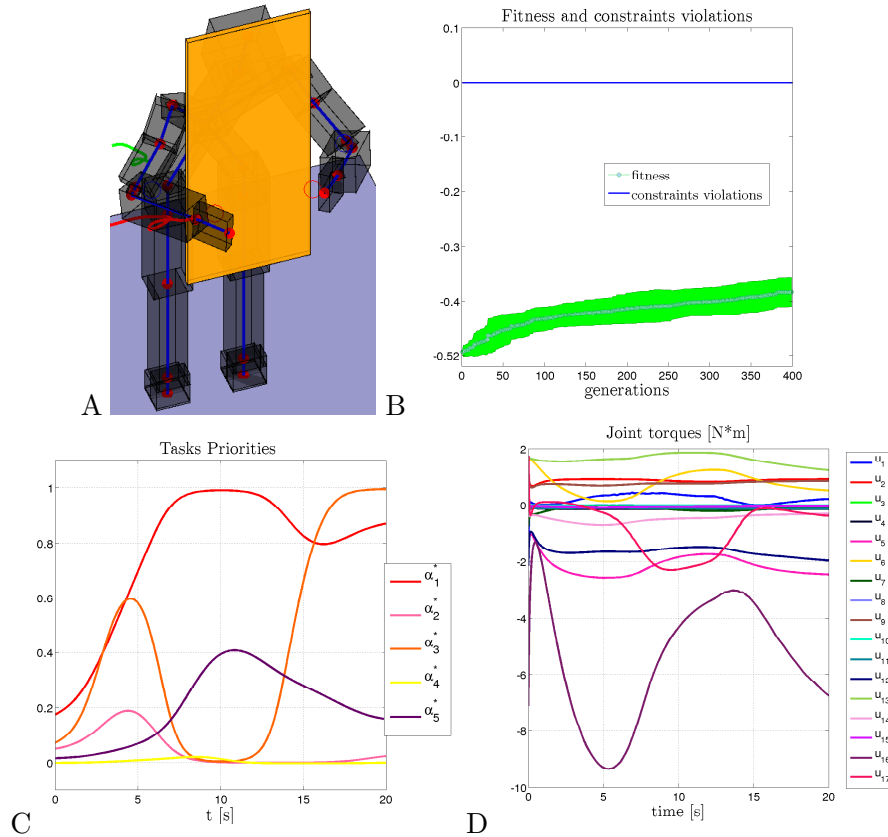 Fitness and constraints violations
0.1
0
-0.1
-0.2
-0.3
-0.4
-0.52
fitness
constraints violations
0 50 100 150 200 250 300 350 400
generations
A
B
Tasks Priorities
1
0.8
0.6
0.4
0.2
0
0 5 10 15 20
t [s]
α*1
α*2
α*3
α*4
α*5
C
Joint torques [N*m]
2
0
-2
-4
-6
-8
-10
0 5 10 15 20
time [s]
u1
u2
u3
u4
u5
u6
u7
u8
u9
u10
u11
u12
u13
u14
u15
u16
u17
D